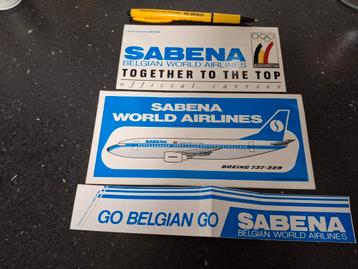 SABENA
BELGIAN WORLD AIRLINES
TOGETHER TO THE TOP
official carrier
SABENA
WORLD AIRLINES
SABENA
BOEING 737-329
GO BELGIAN GO
SABENA
BELGIAN WORLD AIRLINES